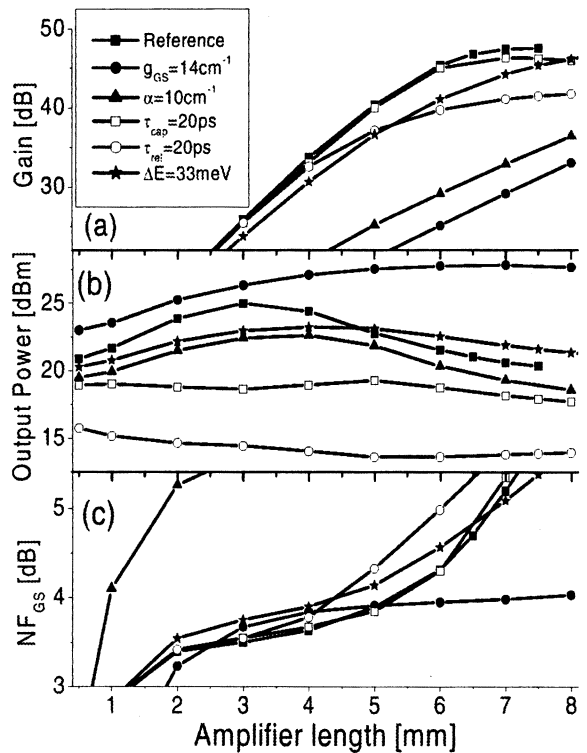 50
40
30
Gain [dB]
Reference
g_GS=14cm⁻¹
α=10cm⁻¹
τ_cap=20ps
τ_rel=20ps
ΔE=33meV
(a)
25
20
15
Output Power [dBm]
(b)
5
4
3
NF_GS [dB]
(c)
1 2 3 4 5 6 7 8
Amplifier length [mm]